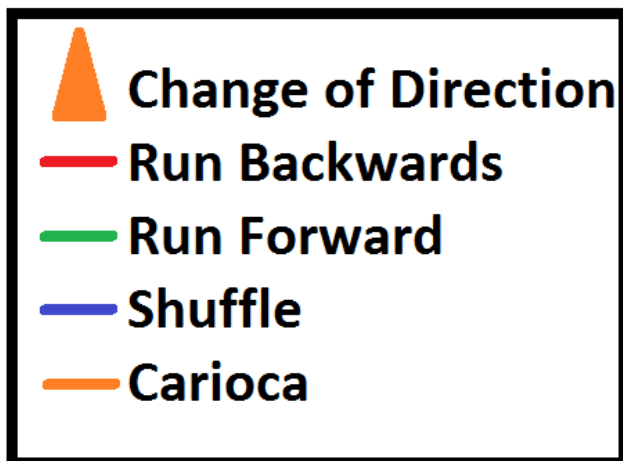 Change of Direction
Run Backwards
Run Forward
Shuffle
Carioca